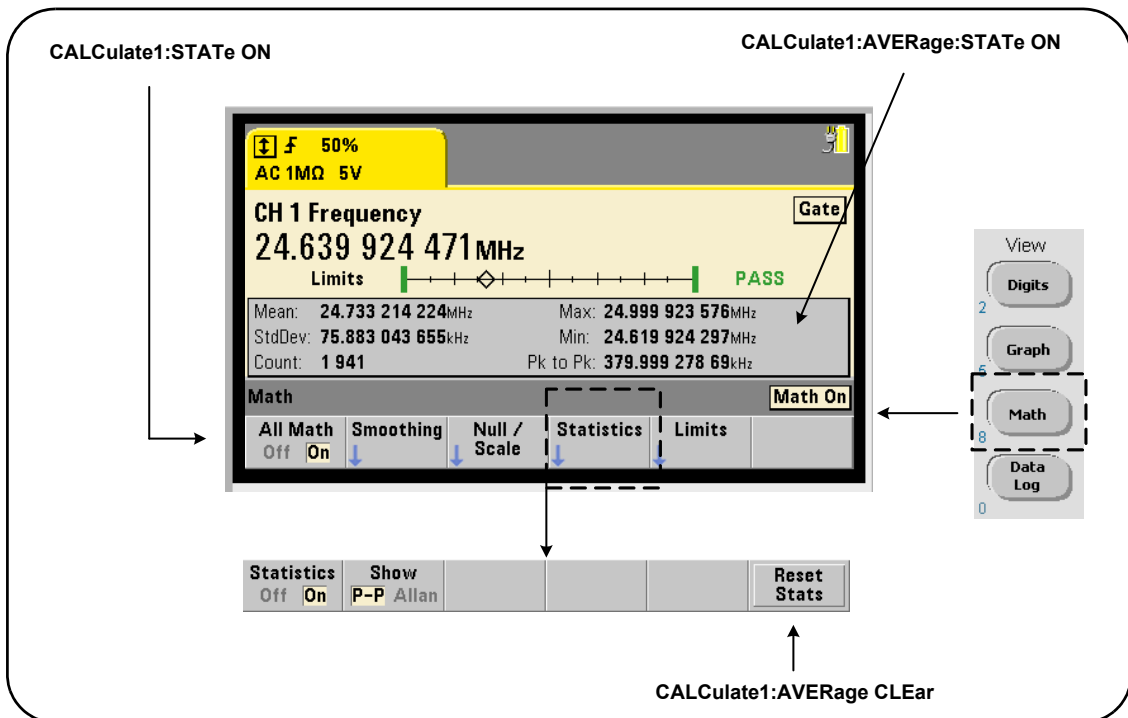 CALCulate1:STATe ON
CALCulate1:AVERage:STATe ON
50%
AC 1MΩ 5V
CH 1 Frequency
Gate
24.639 924 471 MHz
Limits
PASS
Mean: 24.733 214 224MHz Max: 24.999 923 576MHz
StdDev: 75.883 043 655kHz Min: 24.619 924 297MHz
Count: 1 941 Pk to Pk: 379.999 278 69kHz
Math
Math On
All Math
Off On
Smoothing
Null /
Scale
Statistics
Limits
View
Digits
2
Graph
5
Math
8
Data
Log
0
Statistics
Off On
Show
P-P Allan
Reset
Stats
CALCulate1:AVERage CLEar